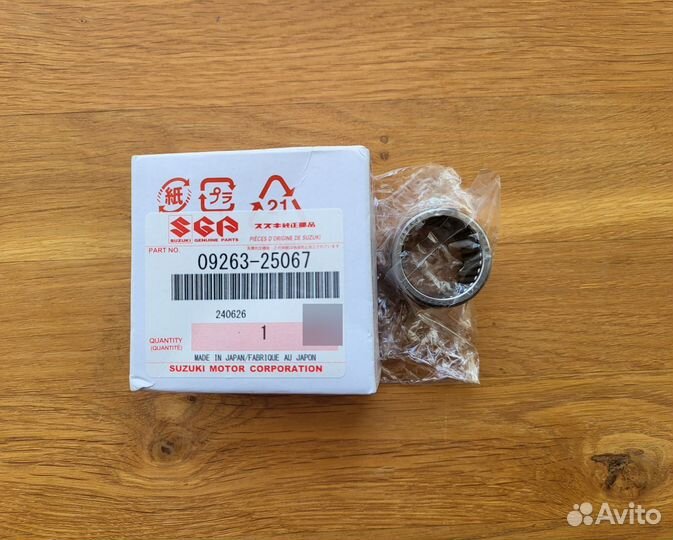 紙
プラ
21
SGP
スズキ純正部品
SUZUKI GENUINE PARTS
PIÈCES D'ORIGINE DE SUZUKI
PART NO.
09263-25067
240626
1
QUANTITY
(QUANTITÉ)
MADE IN JAPAN/FABRIQUE AU JAPON
SUZUKI MOTOR CORPORATION
Avito